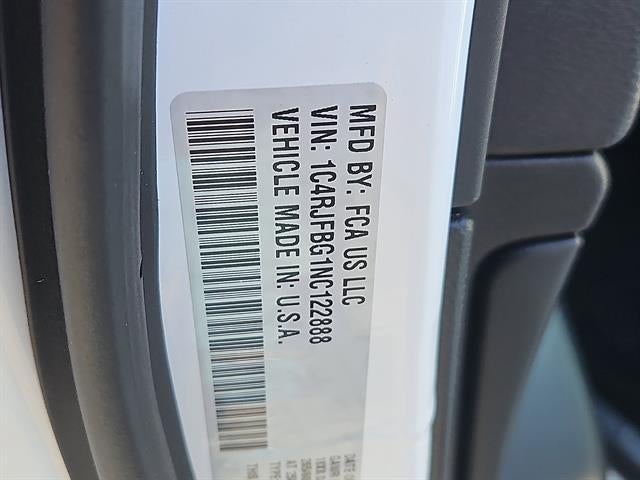 MFD BY: FCA US LLC
VIN: 1C4RJFBG1NC122888
VEHICLE MADE IN: U.S.A.